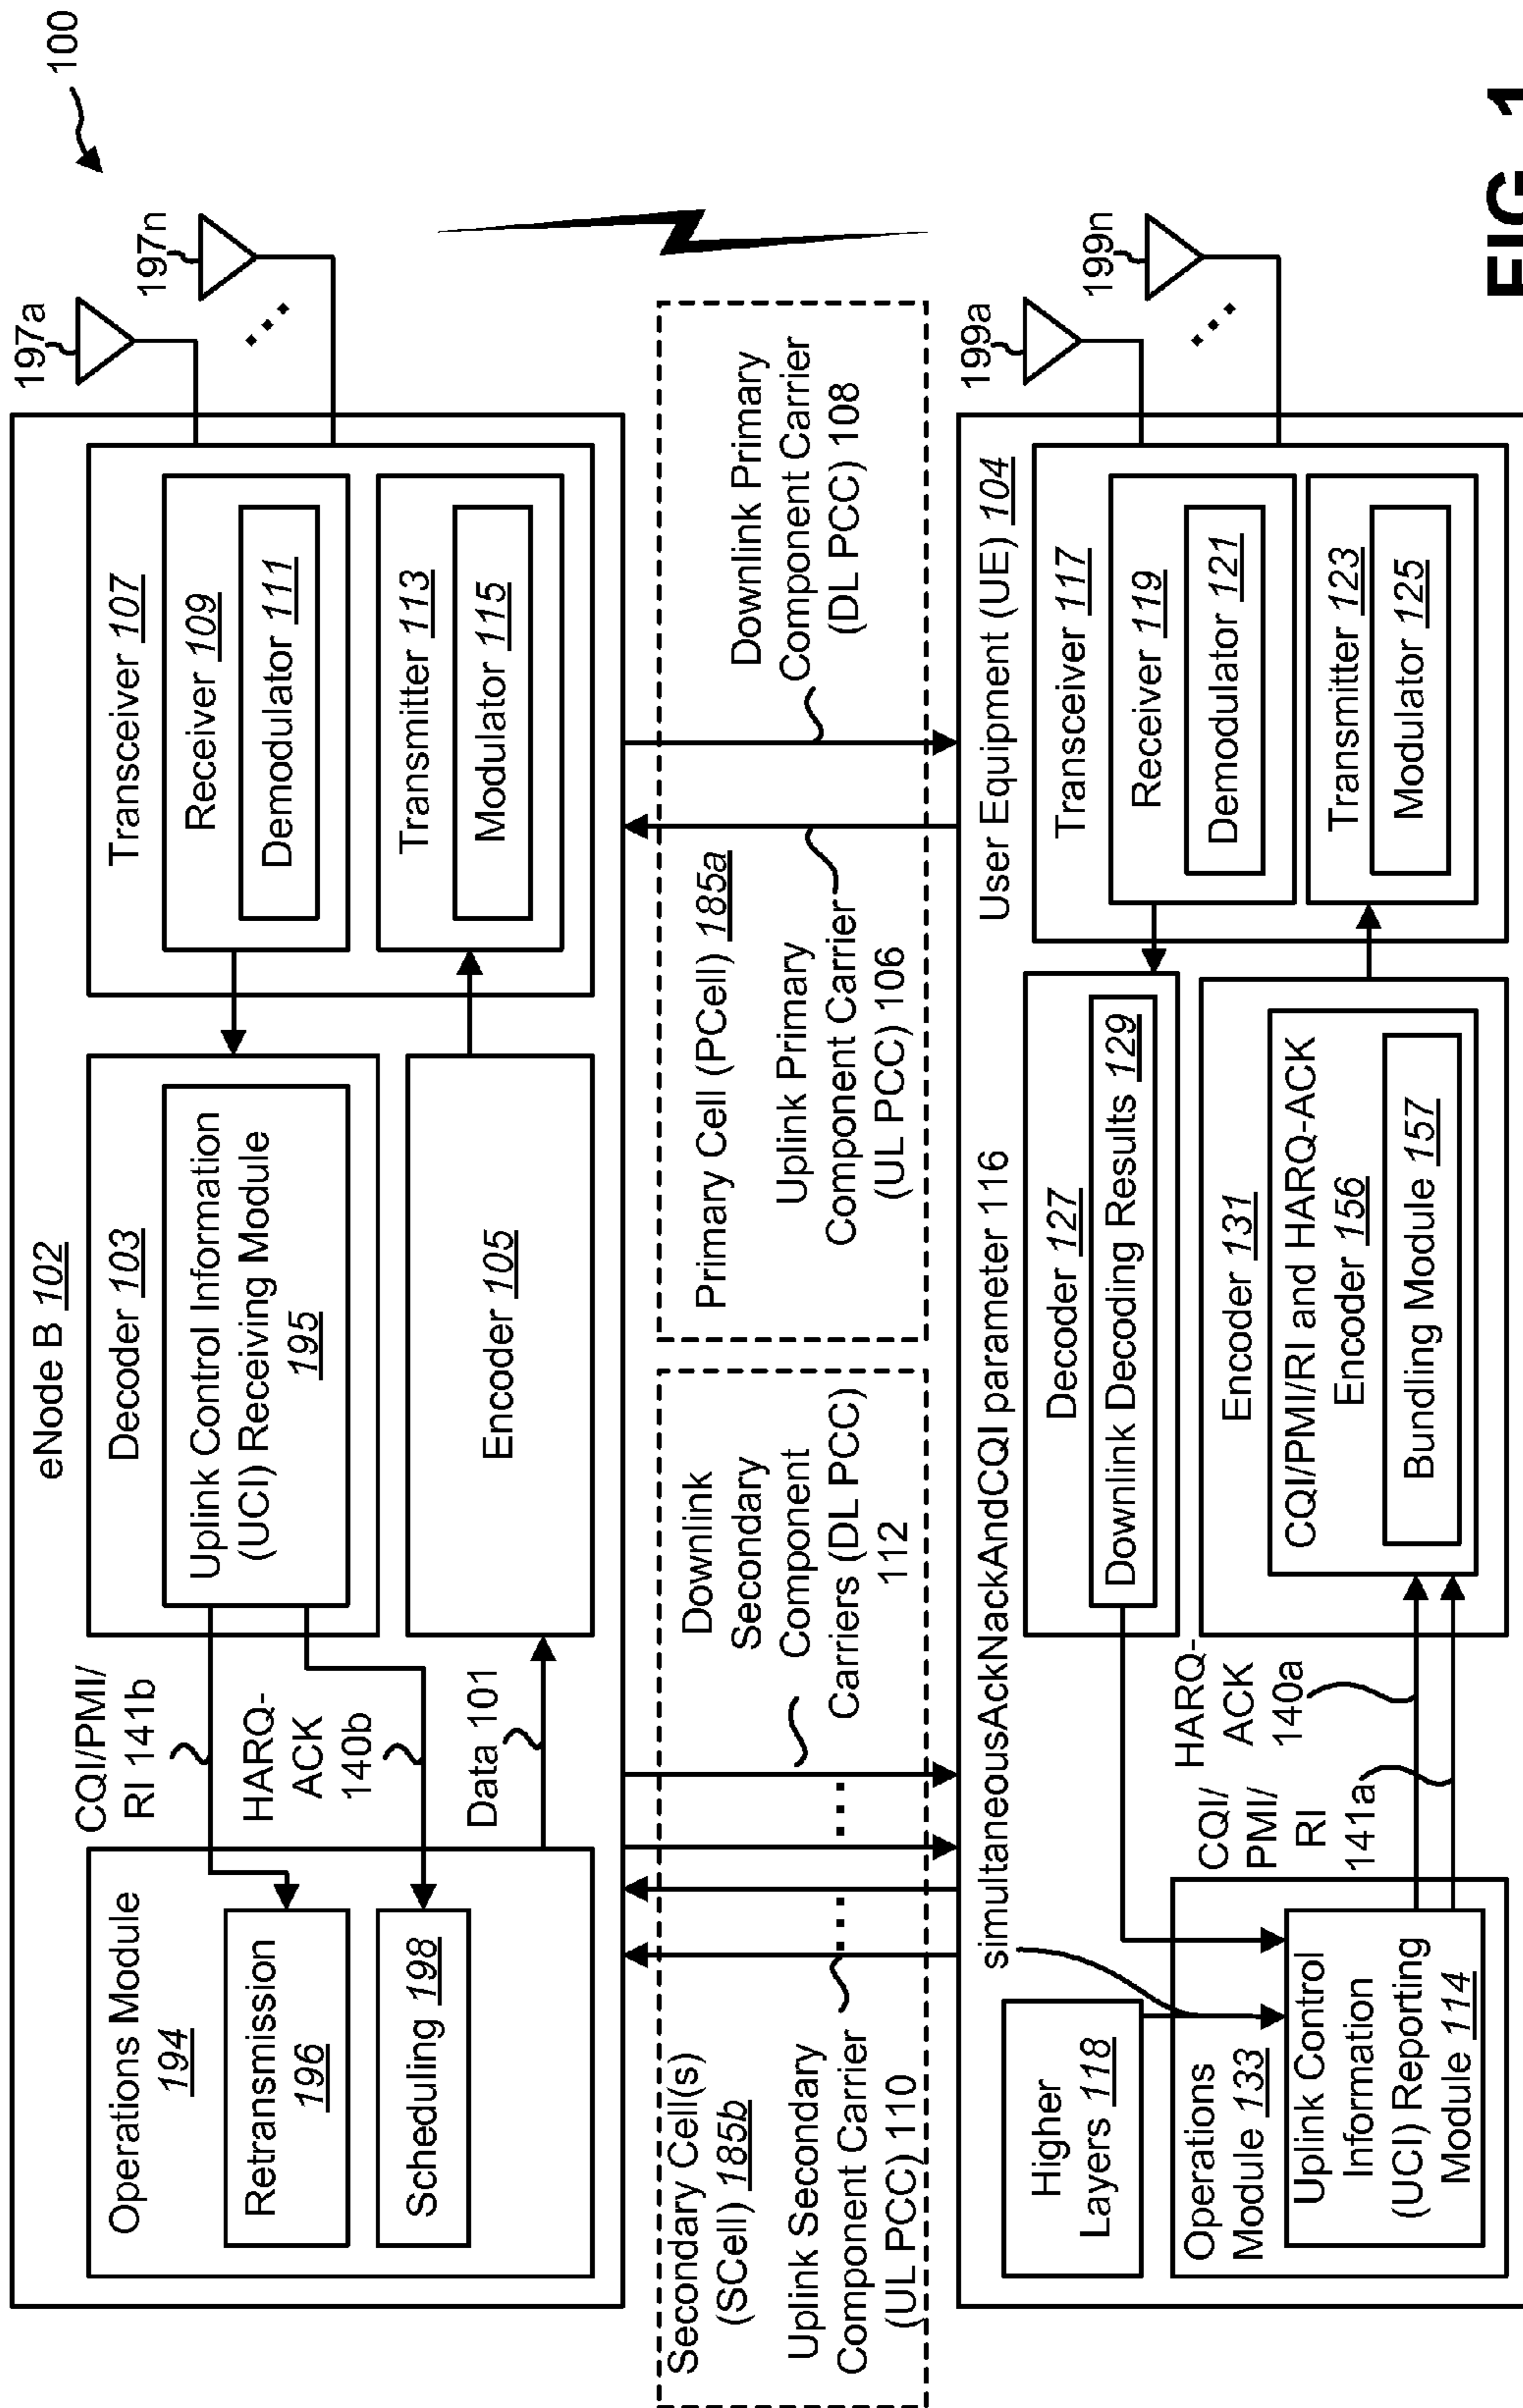 100
eNode B 102
197a
197n
Operations Module
194
Retransmission
196
Scheduling 198
CQI/PMI/
RI 141b
HARQ-
ACK
140b
Data 101
Decoder 103
Uplink Control Information
(UCI) Receiving Module
195
Encoder 105
Transceiver 107
Receiver 109
Demodulator 111
Transmitter 113
Modulator 115
Secondary Cell(s)
(SCell) 185b
Uplink Secondary
Component Carrier
(UL PCC) 110
Downlink
Secondary
Component
Carriers (DL PCC)
112
Primary Cell (PCell) 185a
Uplink Primary
Component Carrier
(UL PCC) 106
Downlink Primary
Component Carrier
(DL PCC) 108
simultaneousAckNackAndCQI parameter 116
User Equipment (UE) 104
199a
199n
Higher
Layers 118
Operations
Module 133
Uplink Control
Information
(UCI) Reporting
Module 114
HARQ-
ACK
140a
CQI/
PMI/
RI
141a
Decoder 127
Downlink Decoding Results 129
Encoder 131
CQI/PMI/RI and HARQ-ACK
Encoder 156
Bundling Module 157
Transceiver 117
Receiver 119
Demodulator 121
Transmitter 123
Modulator 125
FIG. 1